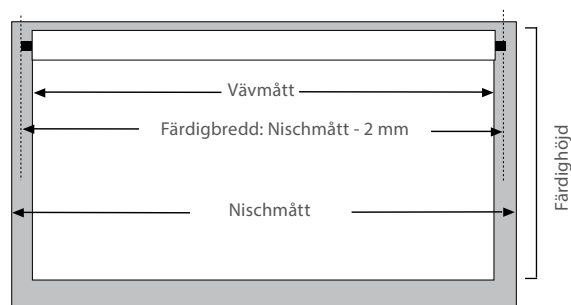 Vävmått
Färdigbredd: Nischmått - 2 mm
Nischmått
Färdighöjd